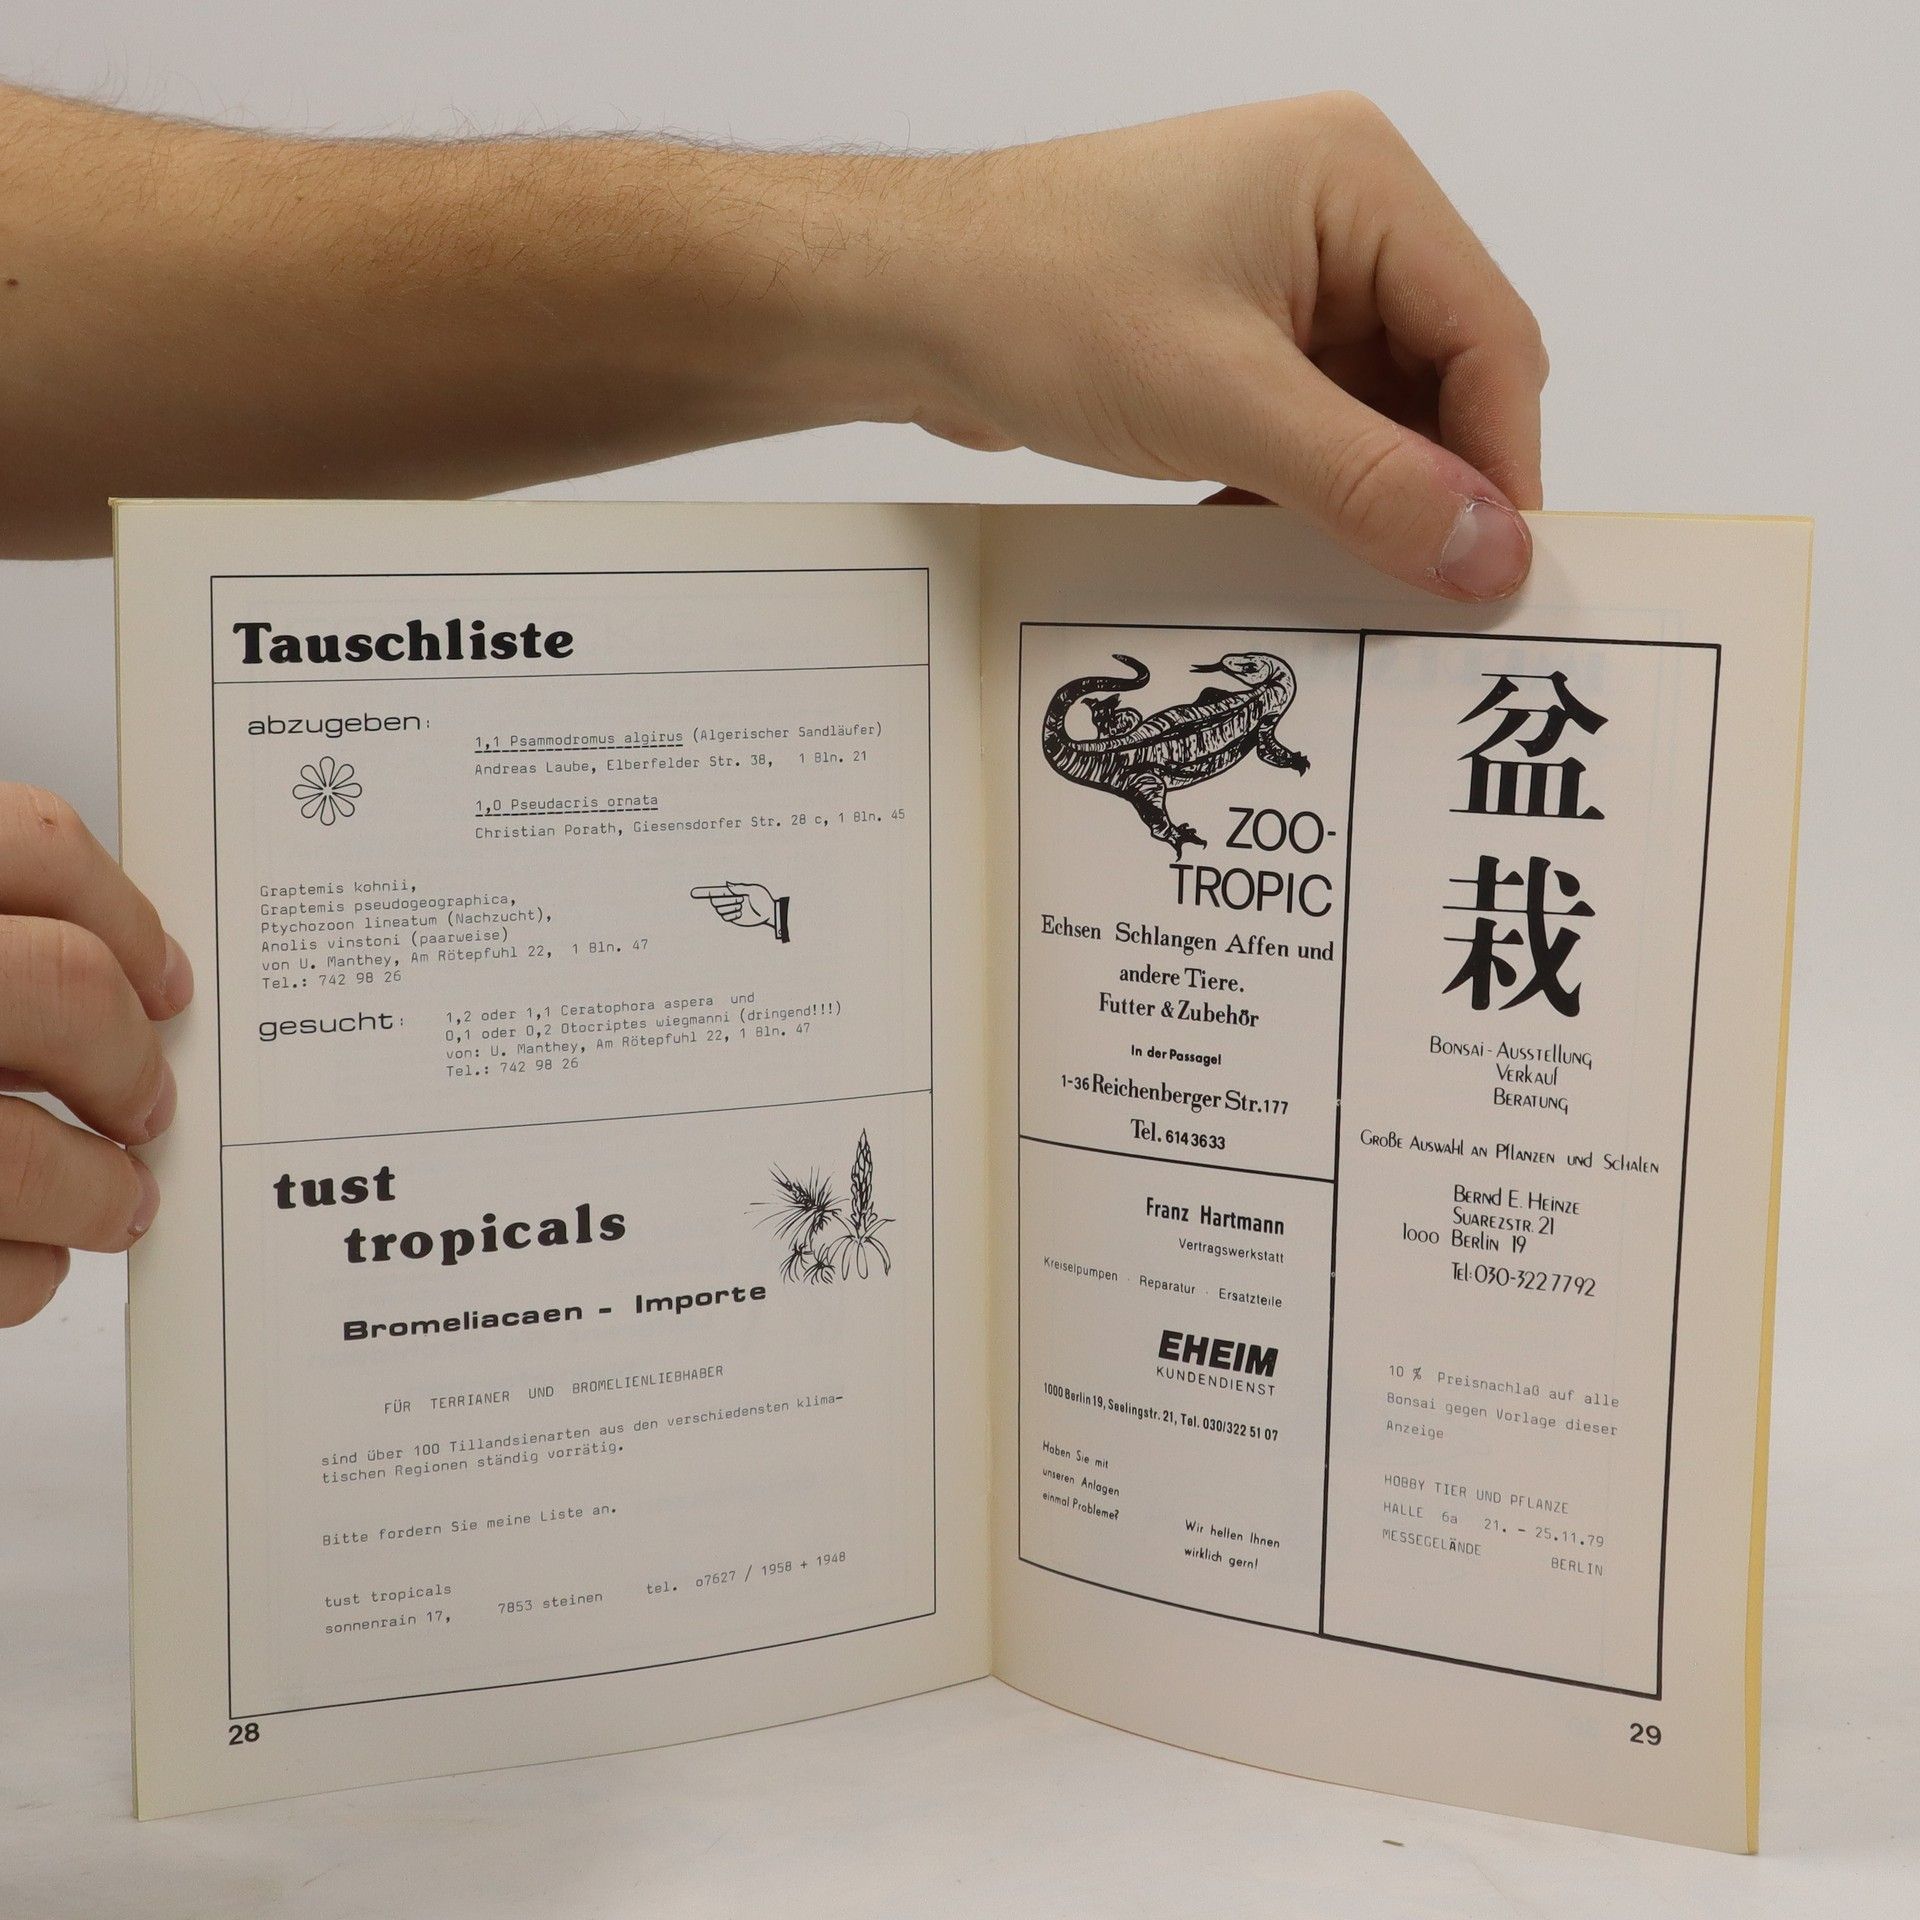 Tauschliste
abzugeben:
1,1 Psammodromus algirus (Algerischer Sandläufer)
Andreas Laube, Elberfelder Str. 38, 1 Bln. 21
1,0 Pseudacris ornata
Christian Porath, Giesensdorfer Str. 28 c, 1 Bln. 45
Graptemis kohnii,
Graptemis pseudogeographica,
Ptychozoon lineatum (Nachzucht),
Anolis vinstoni (paarweise)
von U. Manthey, Am Rötepfuhl 22, 1 Bln. 47
Tel.: 742 98 26
gesucht:
1,2 oder 1,1 Ceratophora aspera und
0,1 oder 0,2 Otocriptes wiegmanni (dringend!!!)
von: U. Manthey, Am Rötepfuhl 22, 1 Bln. 47
Tel.: 742 98 26
tust
tropicals
Bromeliacaen - Importe
FÜR TERRIANER UND BROMELIENLIEBHABER
sind über 100 Tillandsienarten aus den verschiedensten klima-
tischen Regionen ständig vorrätig.
Bitte fordern Sie meine Liste an.
tust tropicals
sonnenrain 17, 7853 steinen tel. o7627 / 1958 + 1948
28
ZOO-
TROPIC
Echsen Schlangen Affen und
andere Tiere.
Futter & Zubehör
In der Passage!
1-36 Reichenberger Str.177
Tel. 6143633
Franz Hartmann
Vertragswerkstatt
Kreiselpumpen · Reparatur · Ersatzteile
EHEIM
KUNDENDIENST
1000 Berlin 19, Seelingstr. 21, Tel. 030/322 51 07
Haben Sie mit
unseren Anlagen
einmal Probleme?
Wir hellen Ihnen
wirklich gern!
盆
栽
BONSAI - AUSSTELLUNG
VERKAUF
BERATUNG
GROßE AUSWAHL AN PFLANZEN UND SCHALEN
BERND E. HEINZE
SUAREZSTR. 21
1000 BERLIN 19
TEL: 030-3227792
10 % Preisnachlaß auf alle
Bonsai gegen Vorlage dieser
Anzeige
HOBBY TIER UND PFLANZE
HALLE 6a 21. - 25.11.79
MESSEGELÄNDE BERLIN
29